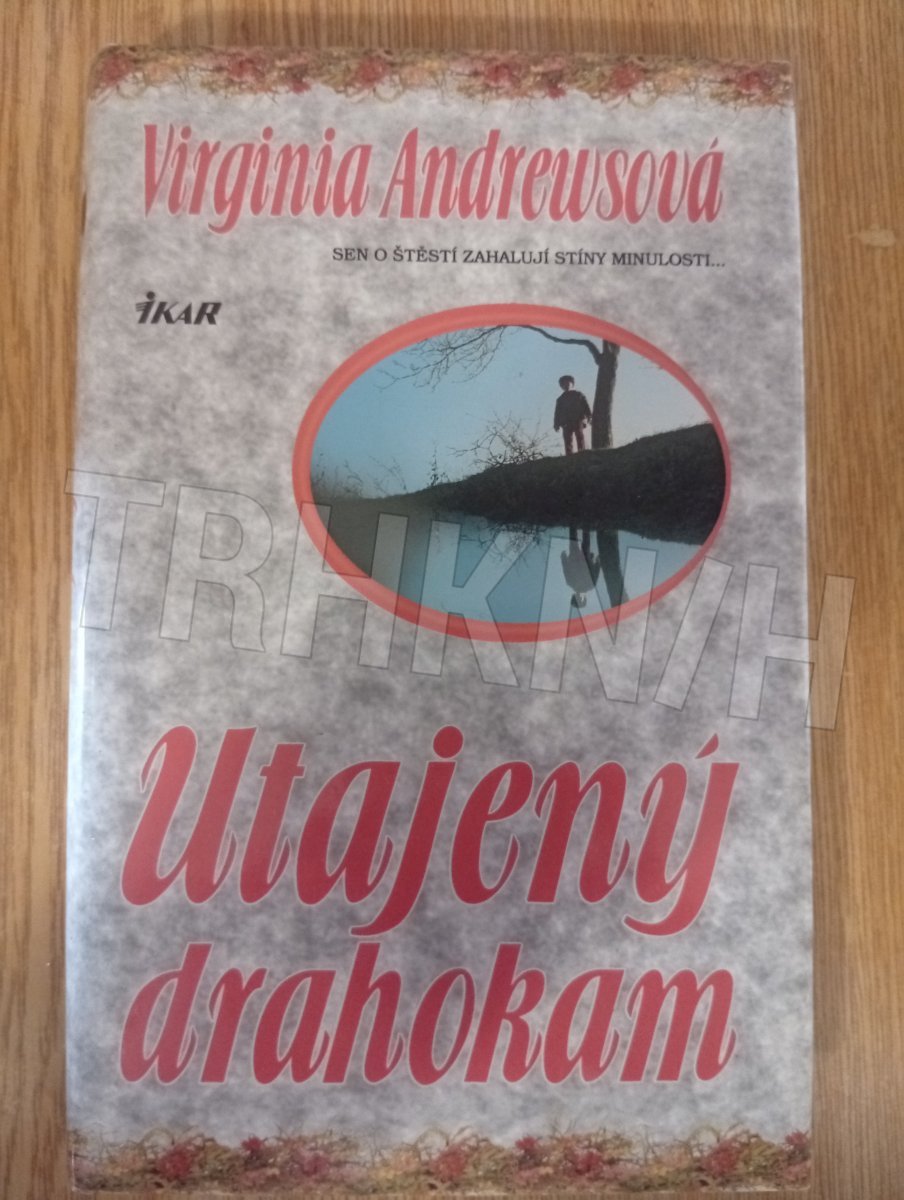 Virginia Andrewsová
SEN O ŠTĚSTÍ ZAHALUJÍ STÍNY MINULOSTI...
IKAR
TRHKNIH
Utajený
drahokam